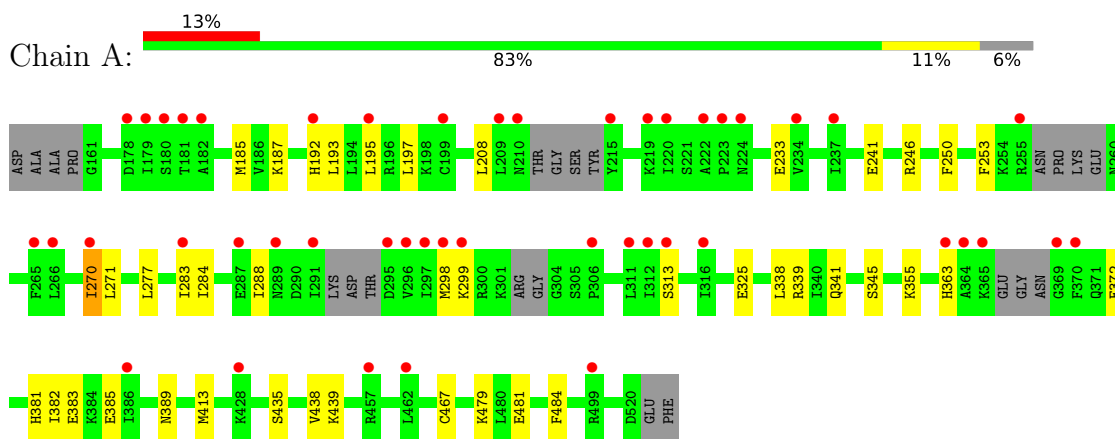 13%
Chain A:
83% 11% 6%
ASP ALA ALA PRO G161 D178 I179 S180 T181 A182 M185 V186 K187 H192 L193 L194 L195 R196 L197 K198 C199 L208 L209 N210 THR GLY SER TYR Y215 K219 I220 S221 A222 P223 N224 E233 V234 I237 E241 R246 F250 F253 K254 R255 ASN PRO LYS GLU N260
F265 L266 I270 L271 L277 I283 I284 E287 I288 N289 D290 I291 LYS ASP THR D295 V296 I297 M298 K299 R300 K301 ARG GLY G304 S305 P306 L311 I312 S313 I316 E325 L338 R339 I340 Q341 S345 K355 H363 A364 K365 GLU GLY ASN G369 F370 Q371
H381 I382 E383 K384 E385 I386 N389 M413 K428 S435 V438 K439 R457 L462 C467 K479 L480 E481 F484 R499 D520 GLU PHE